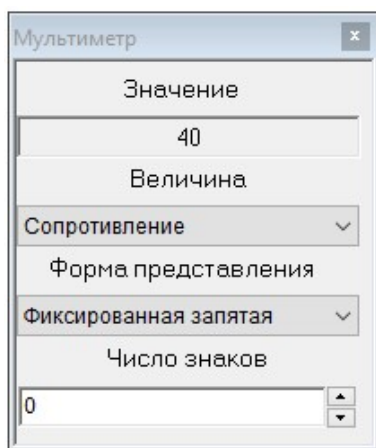 Мультиметр
Значение
40
Величина
Сопротивление
Форма представления
Фиксированная запятая
Число знаков
0